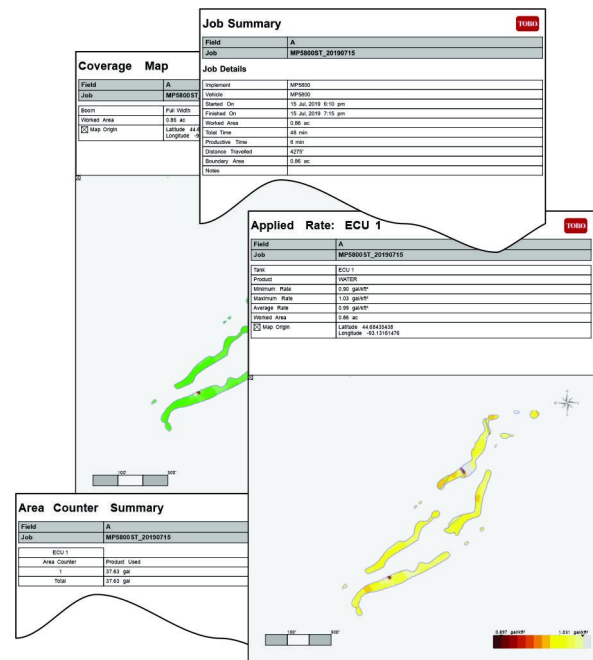 Job Summary
TORO
Field A
Job MP5800ST_20190715
Job Details
Implement MP5800
Vehicle MP5800
Started On 15 Jul, 2019 6:10 pm
Finished On 15 Jul, 2019 7:15 pm
Worked Area 0.86 ac
Total Time 46 min
Productive Time 6 min
Distance Travelled 4275'
Boundary Area 0.86 ac
Notes
Coverage Map
Field A
Job MP5800ST
Boom Full Width
Worked Area 0.86 ac
Map Origin Latitude 44.6
Longitude -9
100' 300'
Applied Rate: ECU 1
TORO
Field A
Job MP5800ST_20190715
Tank ECU 1
Product WATER
Minimum Rate 0.90 gal/kft²
Maximum Rate 1.03 gal/kft²
Average Rate 0.99 gal/kft²
Worked Area 0.86 ac
Map Origin Latitude 44.68435438
Longitude -93.13161476
100' 300'
0.897 gal/kft² 1.031 gal/kft²
Area Counter Summary
Field A
Job MP5800ST_20190715
ECU 1
Area Counter Product Used
1 37.63 gal
Total 37.63 gal